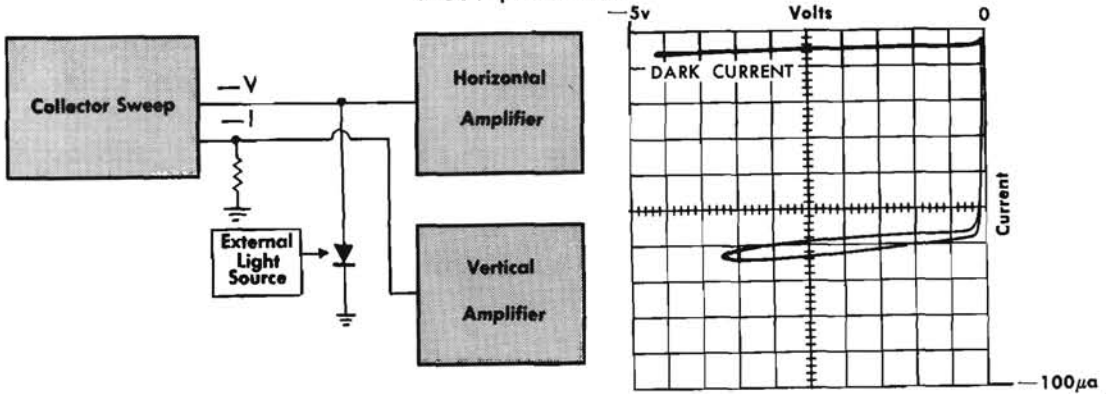 —5v Volts 0
Collector Sweep
— V
— I
Horizontal
Amplifier
External
Light
Source
Vertical
Amplifier
DARK CURRENT
Current
—100μa